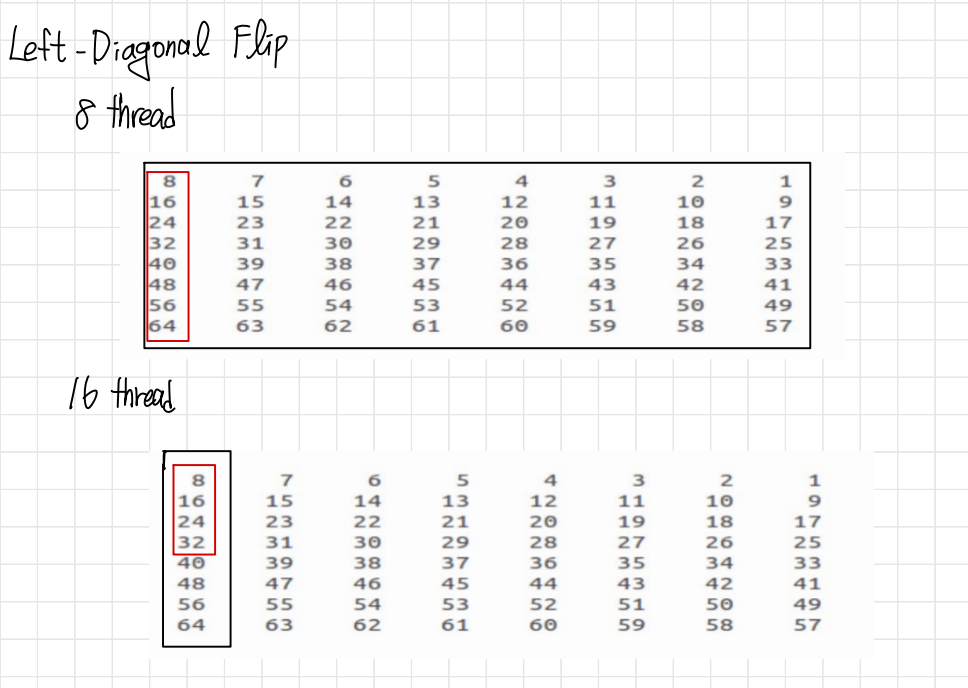 Left-Diagonal Flip
8 thread
8 7 6 5 4 3 2 1
16 15 14 13 12 11 10 9
24 23 22 21 20 19 18 17
32 31 30 29 28 27 26 25
40 39 38 37 36 35 34 33
48 47 46 45 44 43 42 41
56 55 54 53 52 51 50 49
64 63 62 61 60 59 58 57
16 thread
8 7 6 5 4 3 2 1
16 15 14 13 12 11 10 9
24 23 22 21 20 19 18 17
32 31 30 29 28 27 26 25
40 39 38 37 36 35 34 33
48 47 46 45 44 43 42 41
56 55 54 53 52 51 50 49
64 63 62 61 60 59 58 57